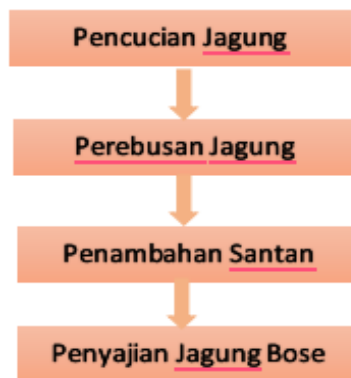 Pencucian Jagung
Perebusan Jagung
Penambahan Santan
Penyajian Jagung Bose